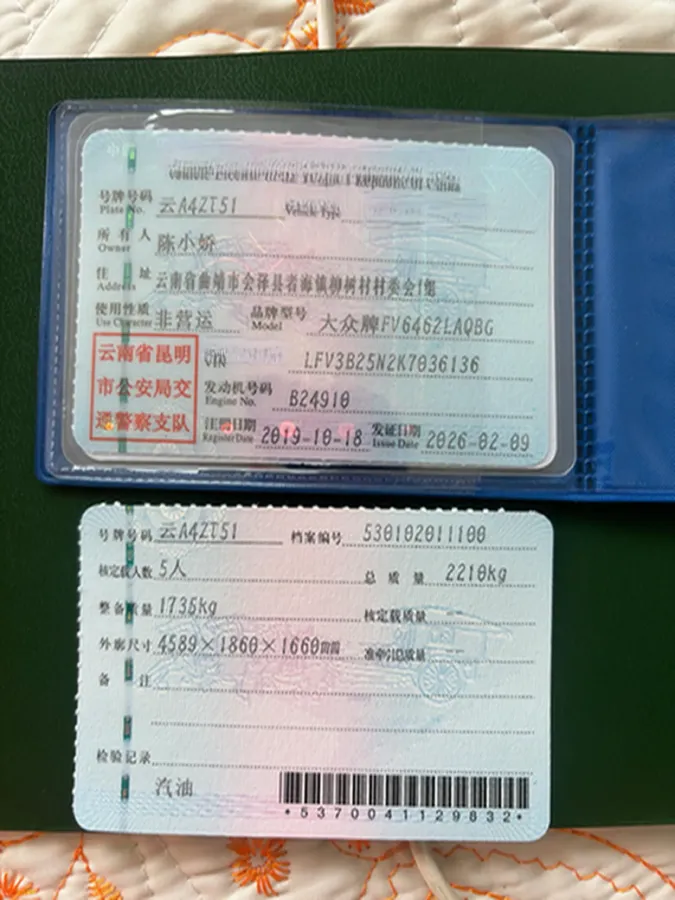 号牌号码 云A4ZT51 Vehicle Type
Plate No.
所有人 陈小娇
Owner
住址 云南省曲靖市会泽县者海镇柳树村村委会1组
Address
使用性质 非营运 品牌型号 大众牌FV6462LAQBG
Use Character Model
云南省昆明
市公安局交
通警察支队
VIN LFV3B25N2K7036136
发动机号码 B24910
Engine No.
注册日期 2019-10-18 发证日期 2026-02-09
Register Date Issue Date
号牌号码 云A4ZT51 档案编号 530102011100
核定载人数 5人 总质量 2210kg
整备质量 1735kg 核定载质量 --
外廓尺寸 4589×1860×1660mm 准牵引总质量 --
备注
检验记录
汽油
*5370041129832*